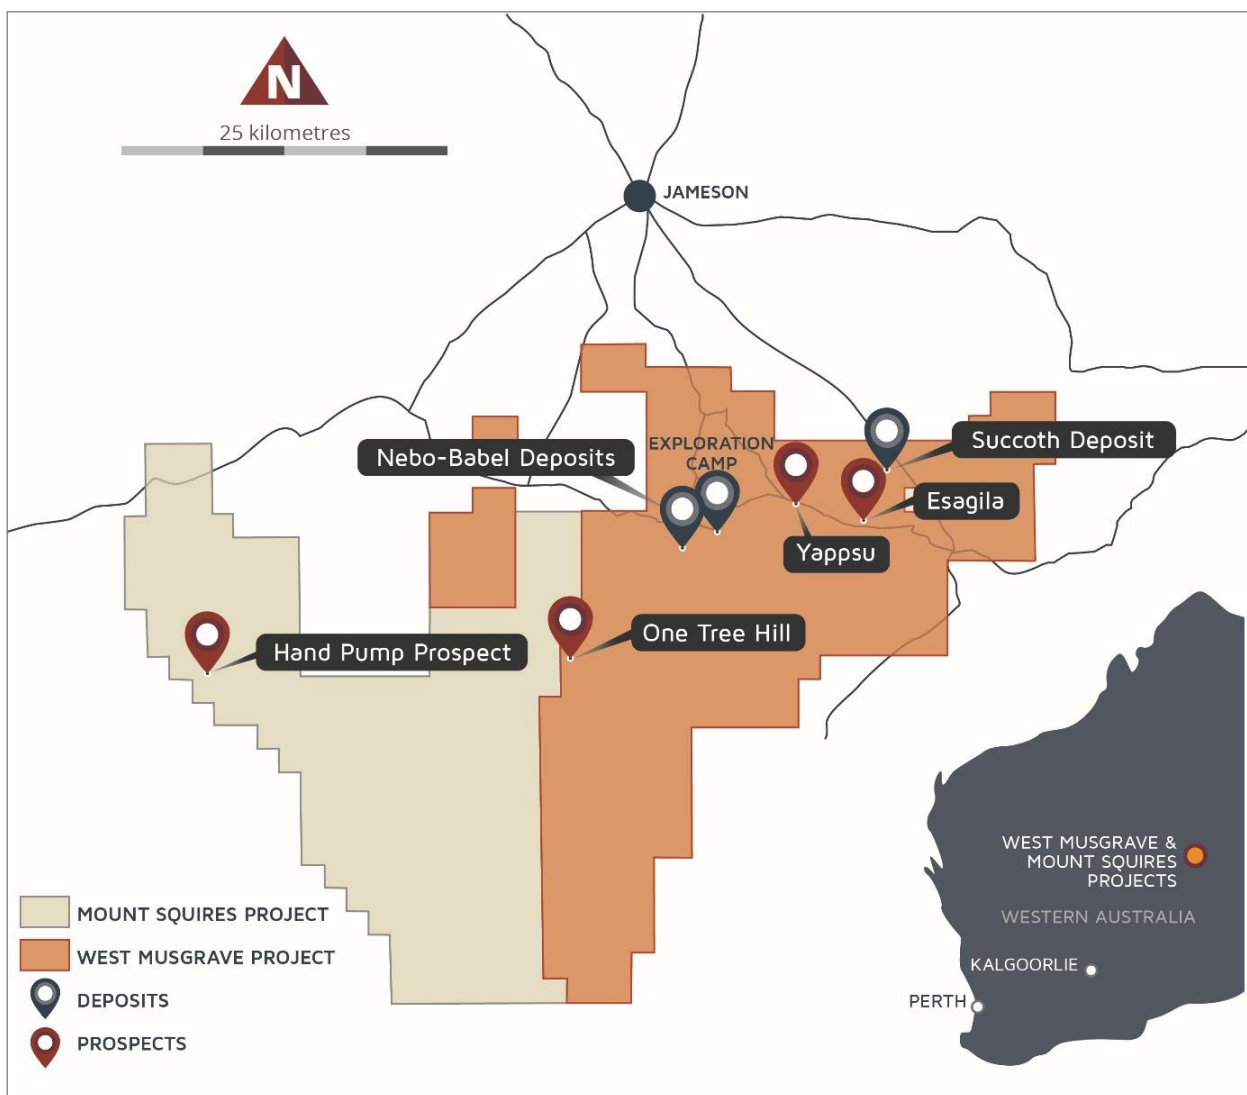 N
25 kilometres
JAMESON
EXPLORATION
CAMP
Nebo-Babel Deposits
Succoth Deposit
Esagila
Yappsu
One Tree Hill
Hand Pump Prospect
WEST MUSGRAVE &
MOUNT SQUIRES
PROJECTS
WESTERN AUSTRALIA
KALGOORLIE
PERTH
MOUNT SQUIRES PROJECT
WEST MUSGRAVE PROJECT
DEPOSITS
PROSPECTS